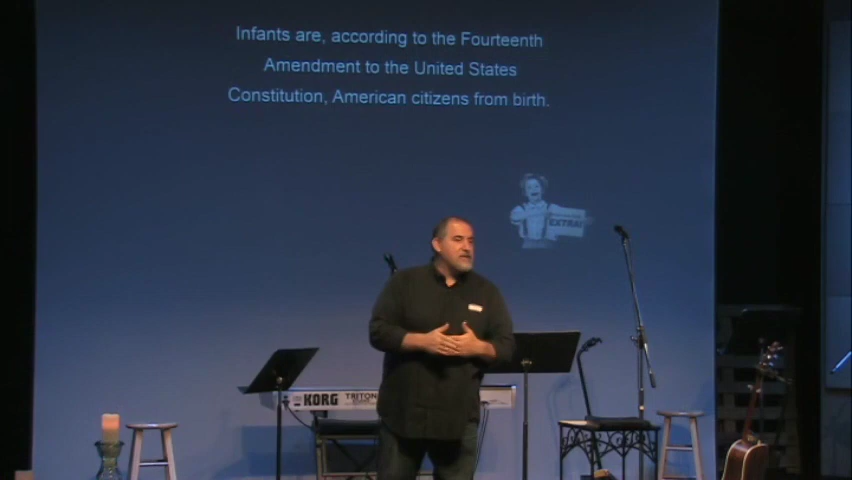 Infants are, according to the Fourteenth
Amendment to the United States
Constitution, American citizens from birth.
EXTRA!
KORG
TRITON